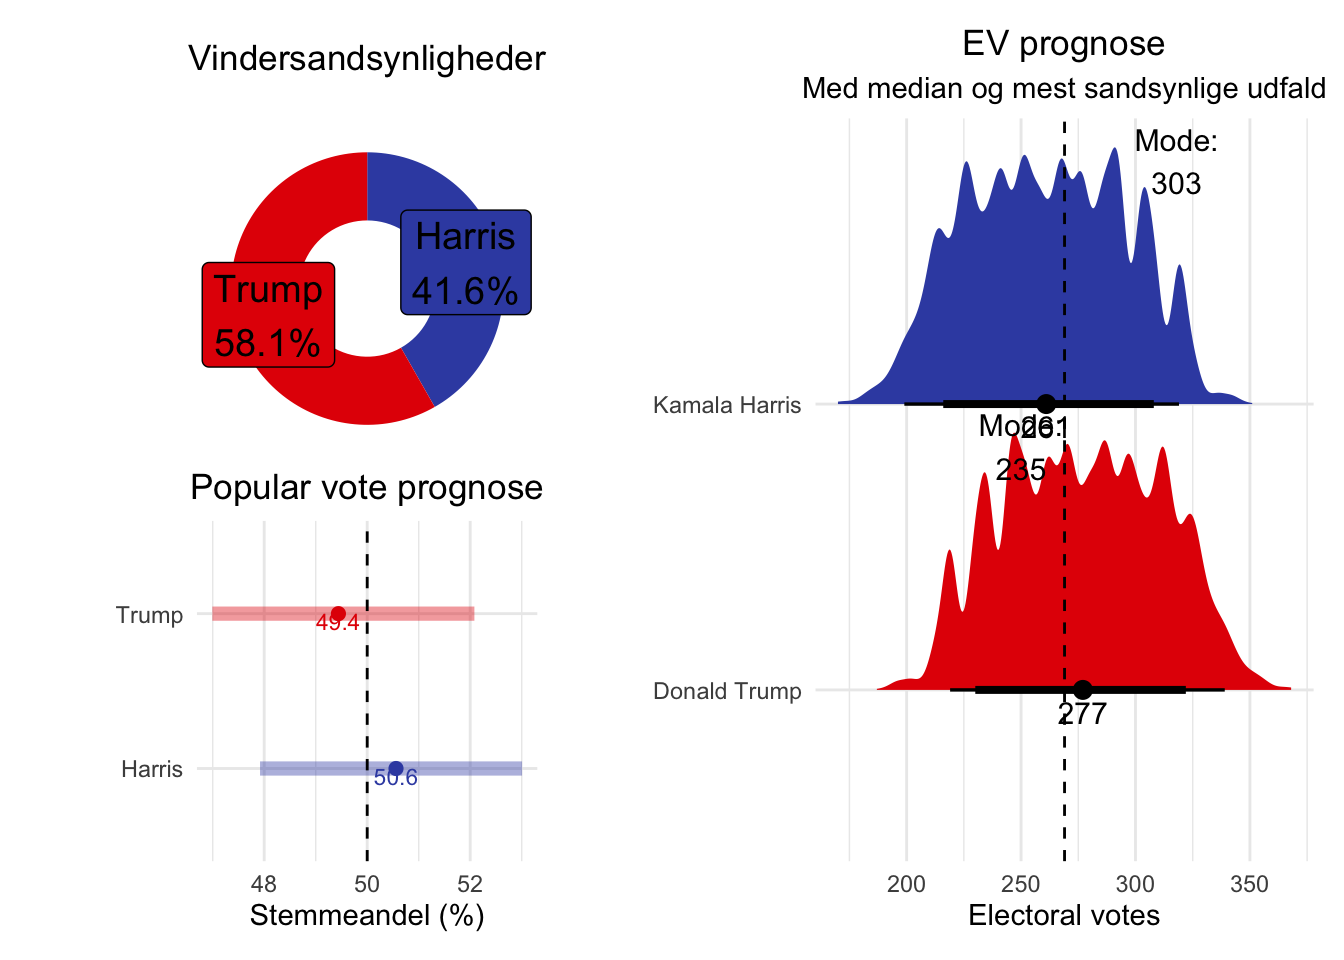 Vindersandsynligheder
Harris
41.6%
Trump
58.1%
Popular vote prognose
Trump
49.4
Harris
50.6
48 50 52
Stemmeandel (%)
EV prognose
Med median og mest sandsynlige udfald
Mode:
303
Kamala Harris
261
Mode:
235
Donald Trump
277
200 250 300 350
Electoral votes